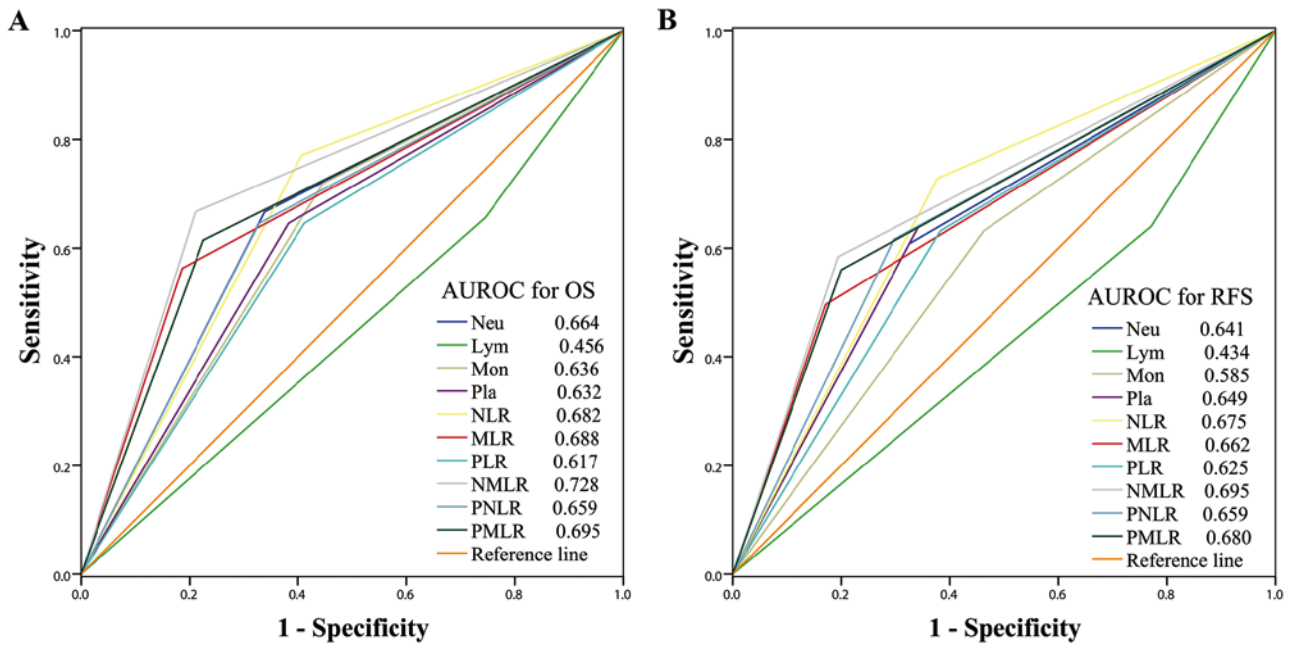 A
Sensitivity
1.0
0.8
0.6
0.4
0.2
0.0
AUROC for OS
Neu 0.664
Lym 0.456
Mon 0.636
Pla 0.632
NLR 0.682
MLR 0.688
PLR 0.617
NMLR 0.728
PNLR 0.659
PMLR 0.695
Reference line
0.0 0.2 0.4 0.6 0.8 1.0
1 - Specificity
B
Sensitivity
1.0
0.8
0.6
0.4
0.2
0.0
AUROC for RFS
Neu 0.641
Lym 0.434
Mon 0.585
Pla 0.649
NLR 0.675
MLR 0.662
PLR 0.625
NMLR 0.695
PNLR 0.659
PMLR 0.680
Reference line
0.0 0.2 0.4 0.6 0.8 1.0
1 - Specificity